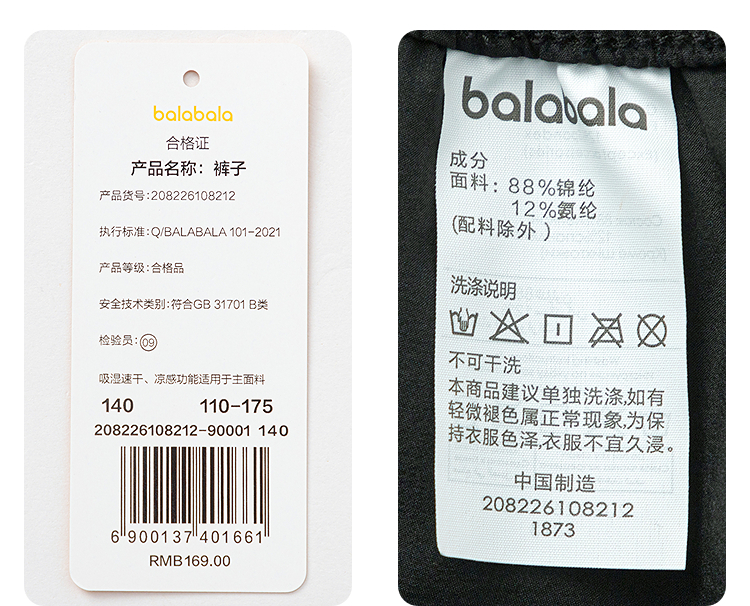 balabala
合格证
产品名称：裤子
产品货号：208226108212
执行标准：Q/BALABALA 101-2021
产品等级：合格品
安全技术类别：符合GB 31701 B类
检验员：09
吸湿速干、凉感功能适用于主面料
140 110-175
208226108212-90001 140
6 900137 401661
RMB169.00
balabala
成分
面料：88%锦纶
12%氨纶
(配料除外)
洗涤说明
不可干洗
本商品建议单独洗涤,如有
轻微褪色属正常现象,为保
持衣服色泽,衣服不宜久浸。
中国制造
208226108212
1873